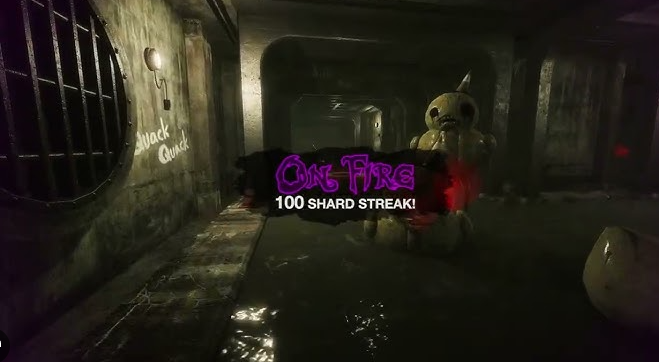 Quack
Quack
On Fire
100 SHARD STREAK!